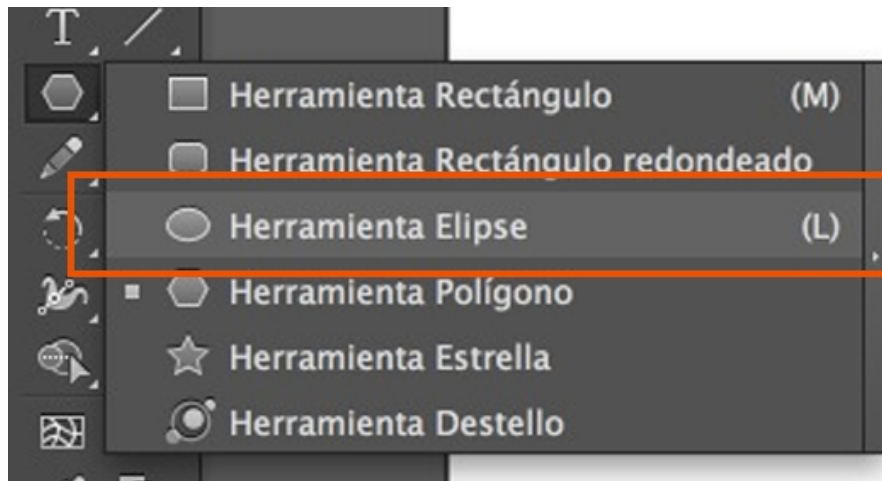 T
Herramienta Rectángulo (M)
Herramienta Rectángulo redondeado
Herramienta Elipse (L)
Herramienta Polígono
Herramienta Estrella
Herramienta Destello